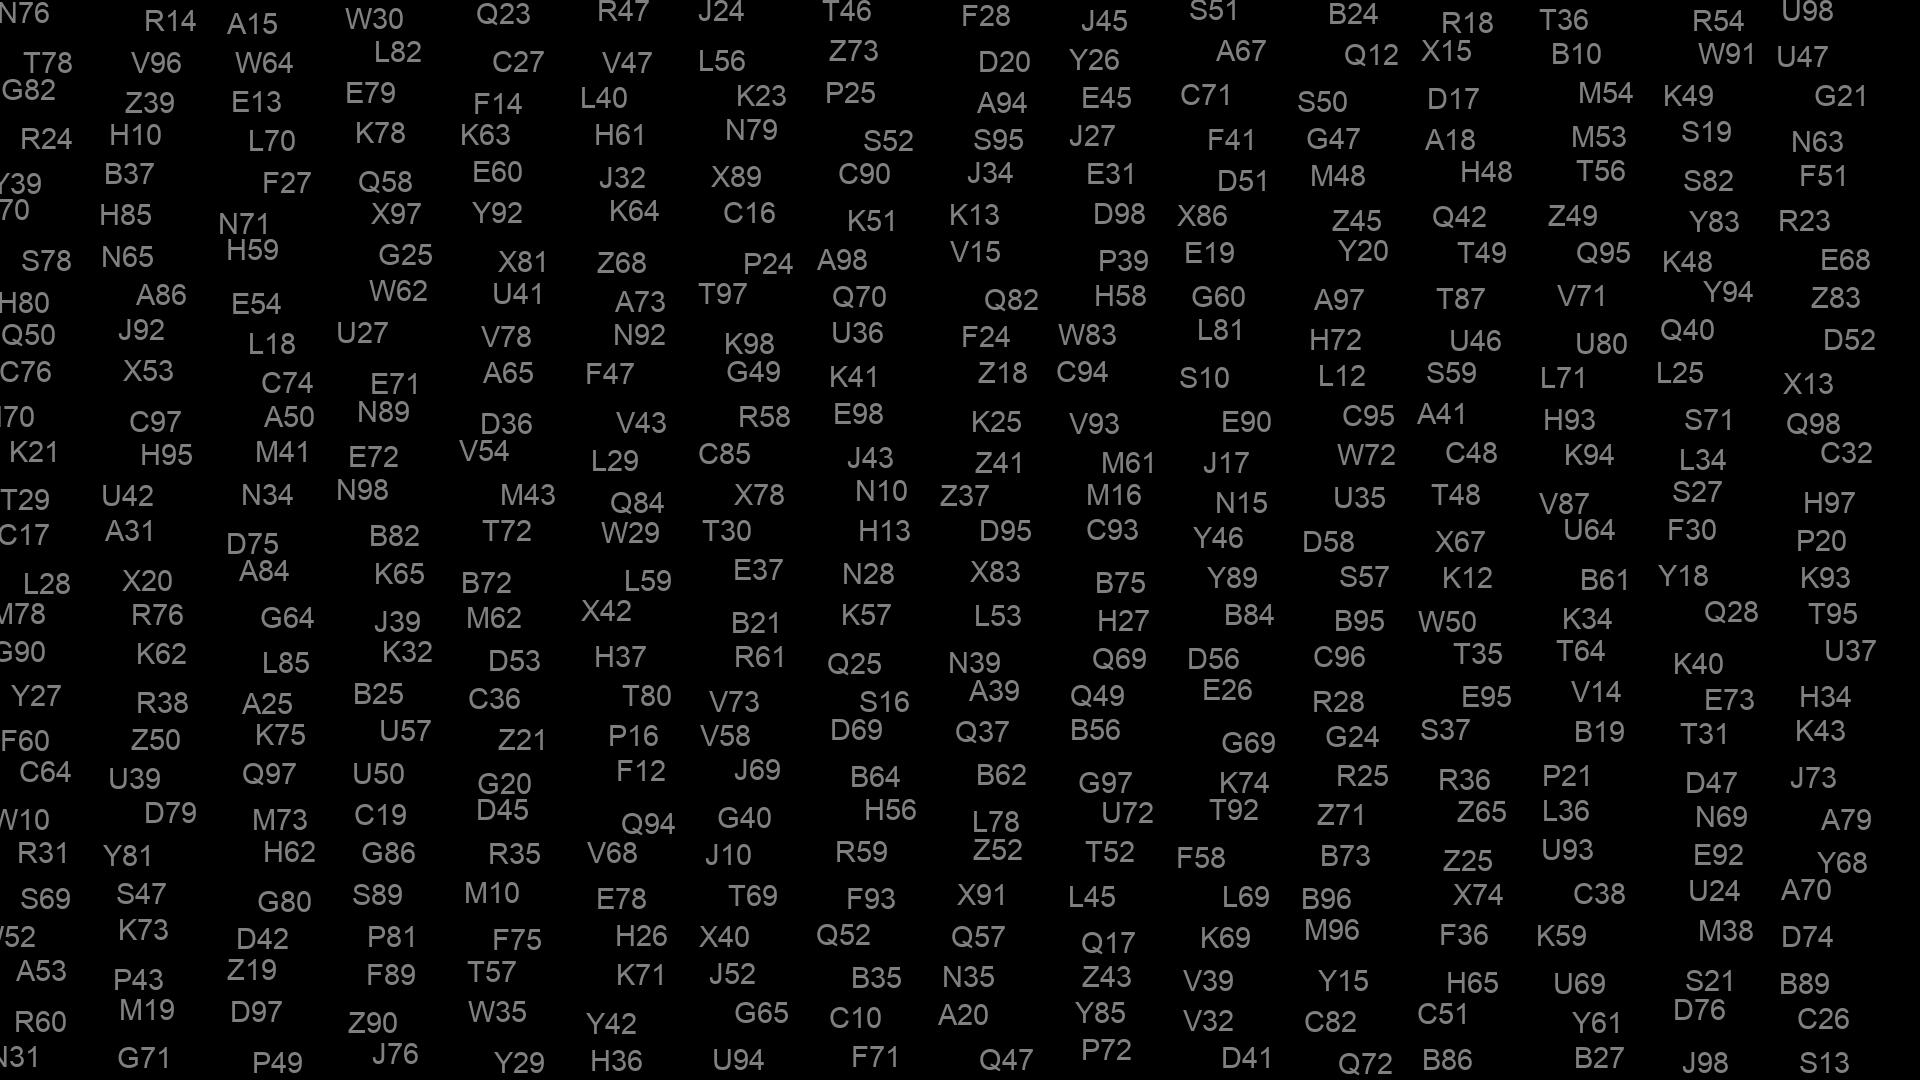 N76 R14 A15 W30 Q23 R47 J24 T46 F28 J45 S51 B24 R18 T36 R54 U98
T78 V96 W64 L82 C27 V47 L56 Z73 D20 Y26 A67 Q12 X15 B10 W91 U47
G82 Z39 E13 E79 F14 L40 K23 P25 A94 E45 C71 S50 D17 M54 K49 G21
R24 H10 L70 K78 K63 H61 N79 S52 S95 J27 F41 G47 A18 M53 S19 N63
Y39 B37 F27 Q58 E60 J32 X89 C90 J34 E31 D51 M48 H48 T56 S82 F51
70 H85 N71 X97 Y92 K64 C16 K51 K13 D98 X86 Z45 Q42 Z49 Y83 R23
S78 N65 H59 G25 X81 Z68 P24 A98 V15 P39 E19 Y20 T49 Q95 K48 E68
H80 A86 E54 W62 U41 A73 T97 Q70 Q82 H58 G60 A97 T87 V71 Y94 Z83
Q50 J92 L18 U27 V78 N92 K98 U36 F24 W83 L81 H72 U46 U80 Q40 D52
C76 X53 C74 E71 A65 F47 G49 K41 Z18 C94 S10 L12 S59 L71 L25 X13
70 C97 A50 N89 D36 V43 R58 E98 K25 V93 E90 C95 A41 H93 S71 Q98
K21 H95 M41 E72 V54 L29 C85 J43 Z41 M61 J17 W72 C48 K94 L34 C32
T29 U42 N34 N98 M43 Q84 X78 N10 Z37 M16 N15 U35 T48 V87 S27 H97
C17 A31 D75 B82 T72 W29 T30 H13 D95 C93 Y46 D58 X67 U64 F30 P20
L28 X20 A84 K65 B72 L59 E37 N28 X83 B75 Y89 S57 K12 B61 Y18 K93
M78 R76 G64 J39 M62 X42 B21 K57 L53 H27 B84 B95 W50 K34 Q28 T95
G90 K62 L85 K32 D53 H37 R61 Q25 N39 Q69 D56 C96 T35 T64 K40 U37
Y27 R38 A25 B25 C36 T80 V73 S16 A39 Q49 E26 R28 E95 V14 E73 H34
F60 Z50 K75 U57 Z21 P16 V58 D69 Q37 B56 G69 G24 S37 B19 T31 K43
C64 U39 Q97 U50 G20 F12 J69 B64 B62 G97 K74 R25 R36 P21 D47 J73
W10 D79 M73 C19 D45 Q94 G40 H56 L78 U72 T92 Z71 Z65 L36 N69 A79
R31 Y81 H62 G86 R35 V68 J10 R59 Z52 T52 F58 B73 Z25 U93 E92 Y68
S69 S47 G80 S89 M10 E78 T69 F93 X91 L45 L69 B96 X74 C38 U24 A70
52 K73 D42 P81 F75 H26 X40 Q52 Q57 Q17 K69 M96 F36 K59 M38 D74
A53 P43 Z19 F89 T57 K71 J52 B35 N35 Z43 V39 Y15 H65 U69 S21 B89
R60 M19 D97 Z90 W35 Y42 G65 C10 A20 Y85 V32 C82 C51 Y61 D76 C26
N31 G71 P49 J76 Y29 H36 U94 F71 Q47 P72 D41 Q72 B86 B27 J98 S13